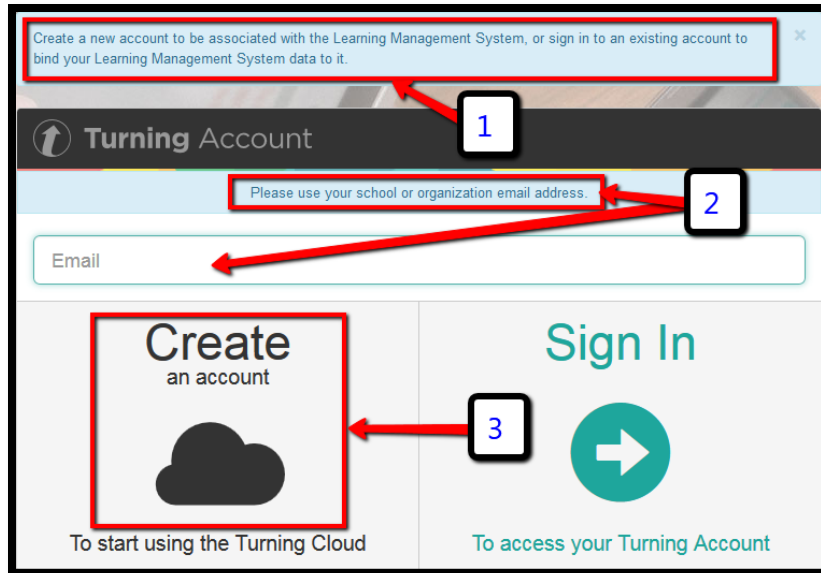 Create a new account to be associated with the Learning Management System, or sign in to an existing account to
bind your Learning Management System data to it.
×
1
Turning Account
Please use your school or organization email address.
2
Email
Create
an account
Sign In
3
To start using the Turning Cloud
To access your Turning Account